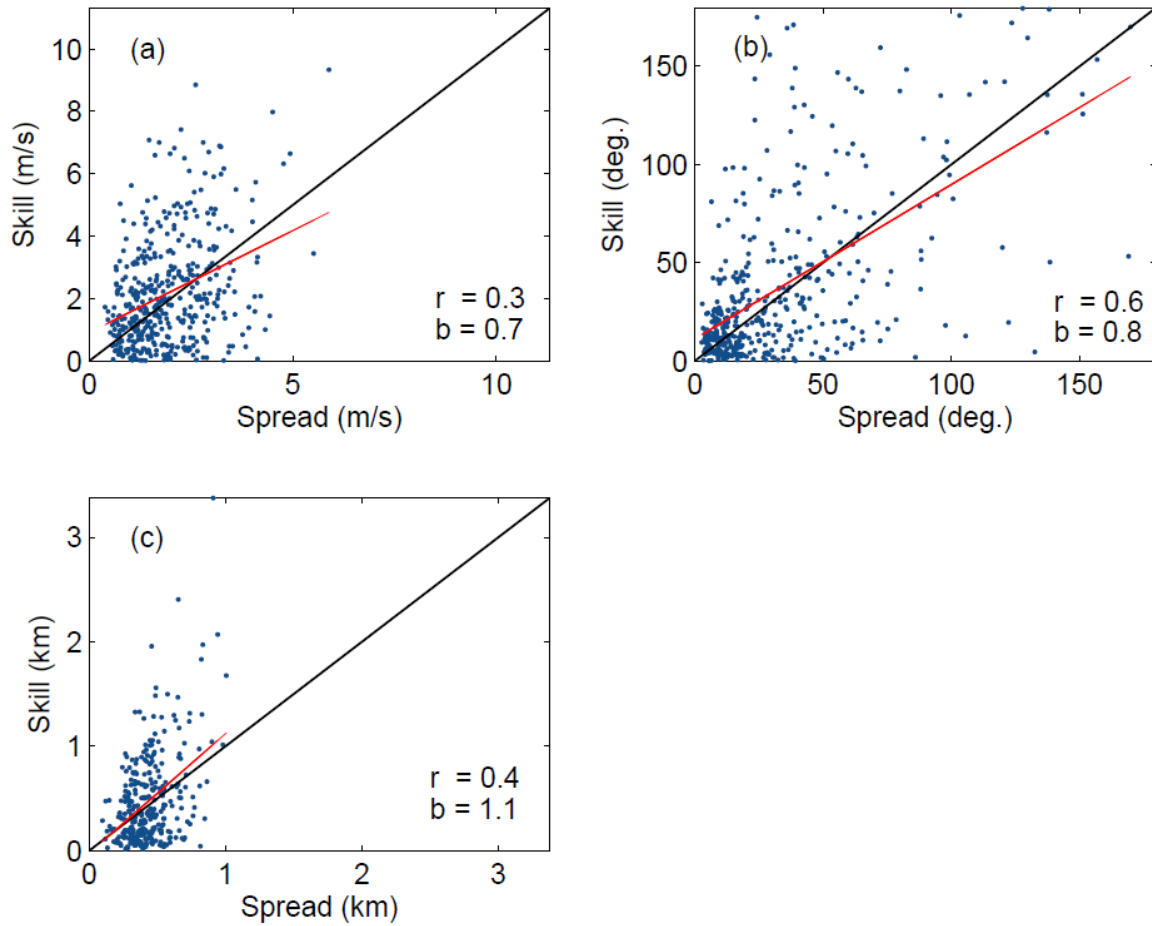 (a)
Skill (m/s)
10
8
6
4
2
0
0
5
10
Spread (m/s)
r = 0.3
b = 0.7
(b)
Skill (deg.)
150
100
50
0
0
50
100
150
Spread (deg.)
r = 0.6
b = 0.8
(c)
Skill (km)
3
2
1
0
0
1
2
3
Spread (km)
r = 0.4
b = 1.1